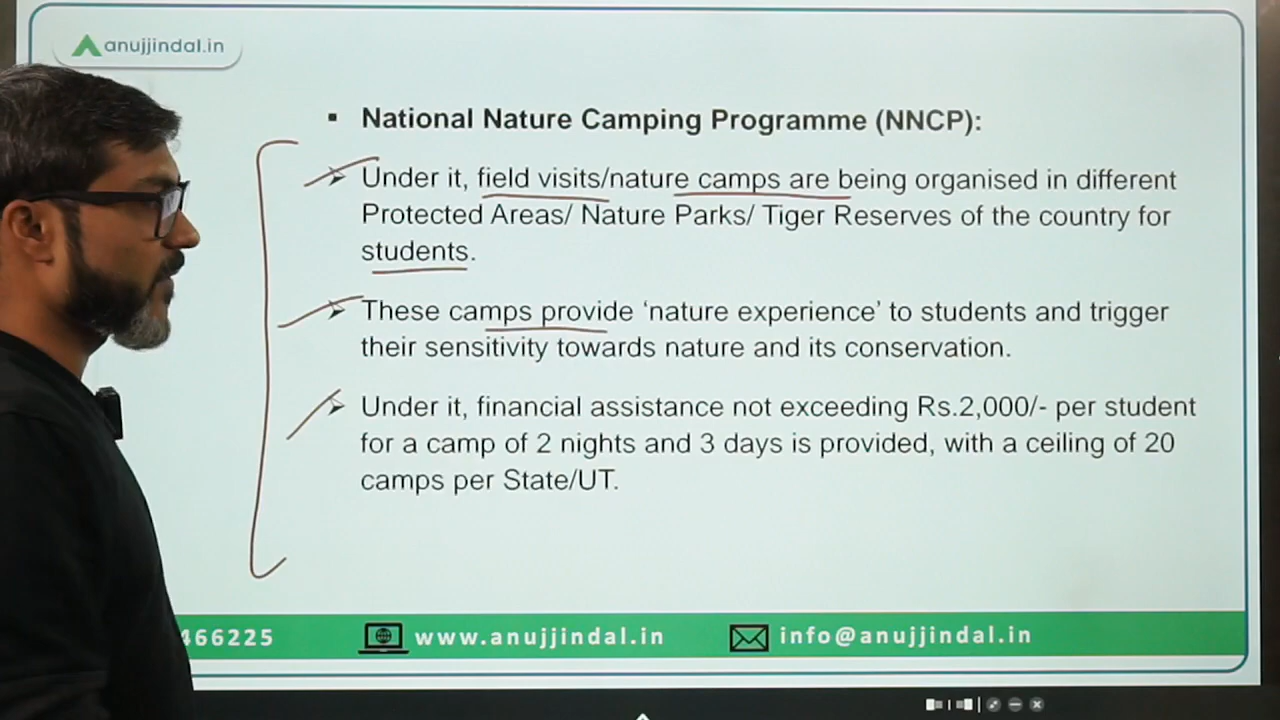 anujjindal.in
▪ National Nature Camping Programme (NNCP):
➢ Under it, field visits/nature camps are being organised in different
Protected Areas/ Nature Parks/ Tiger Reserves of the country for
students.
➢ These camps provide ‘nature experience’ to students and trigger
their sensitivity towards nature and its conservation.
➢ Under it, financial assistance not exceeding Rs.2,000/- per student
for a camp of 2 nights and 3 days is provided, with a ceiling of 20
camps per State/UT.
466225 www.anujjindal.in info@anujjindal.in